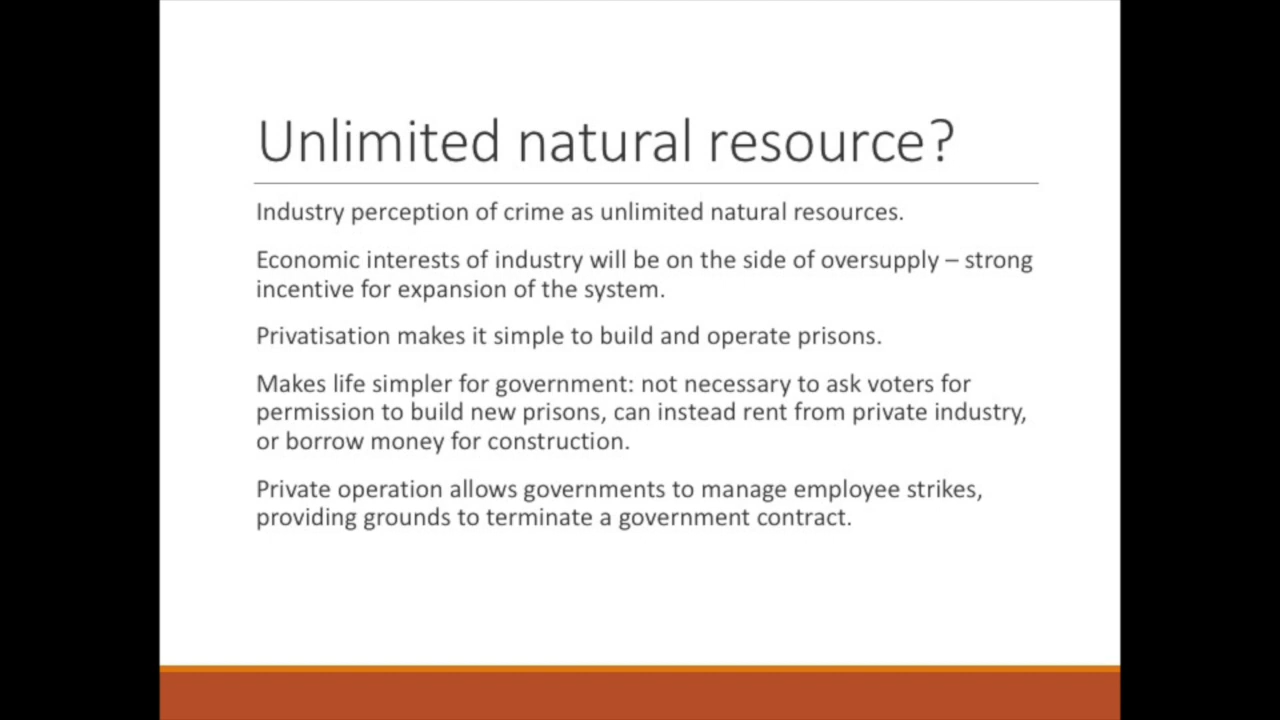 Unlimited natural resource?
Industry perception of crime as unlimited natural resources.
Economic interests of industry will be on the side of oversupply – strong
incentive for expansion of the system.
Privatisation makes it simple to build and operate prisons.
Makes life simpler for government: not necessary to ask voters for
permission to build new prisons, can instead rent from private industry,
or borrow money for construction.
Private operation allows governments to manage employee strikes,
providing grounds to terminate a government contract.